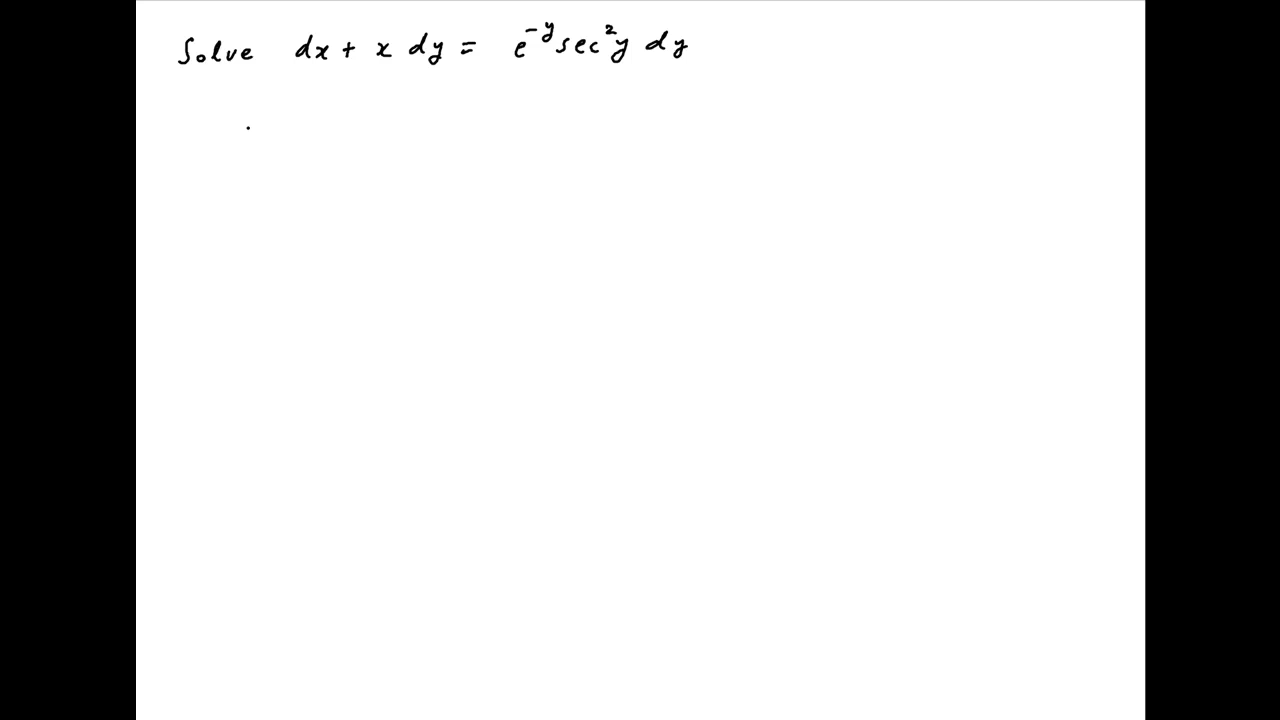 Solve dx + x dy = e^{-y} sec^2 y dy